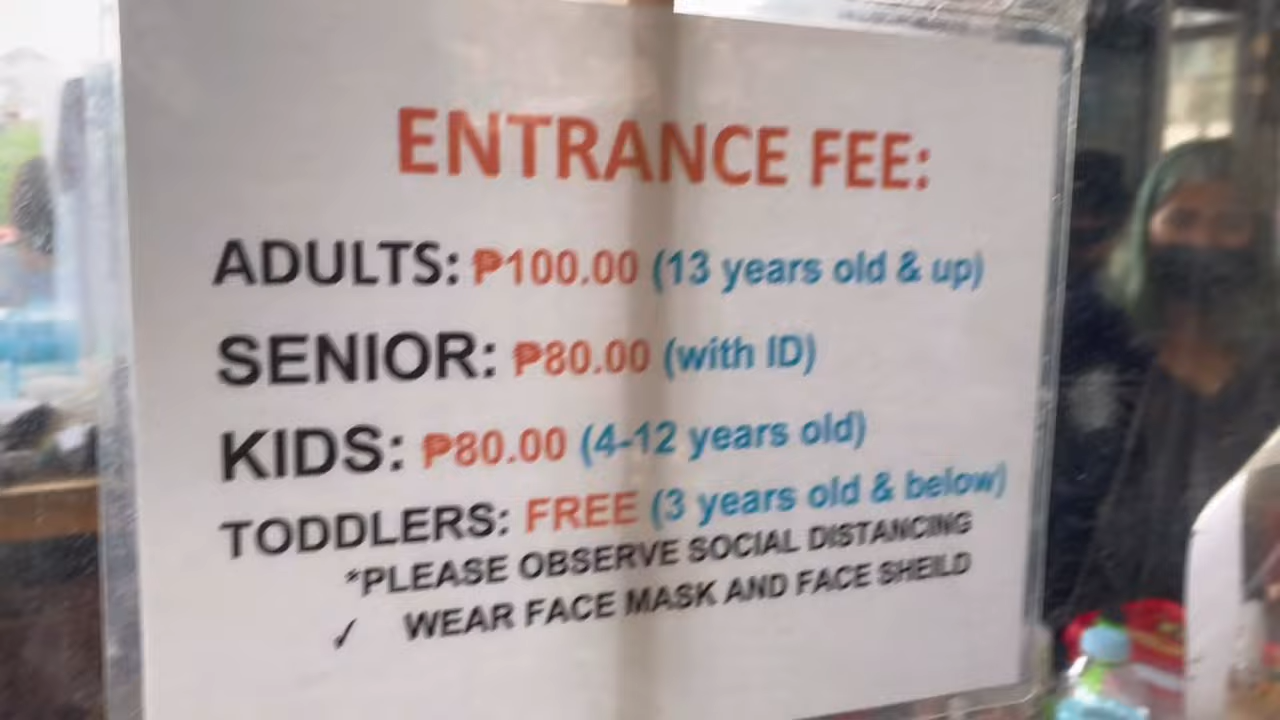 ENTRANCE FEE:
ADULTS: ₱100.00 (13 years old & up)
SENIOR: ₱80.00 (with ID)
KIDS: ₱80.00 (4-12 years old)
TODDLERS: FREE (3 years old & below)
*PLEASE OBSERVE SOCIAL DISTANCING
✓ WEAR FACE MASK AND FACE SHEILD